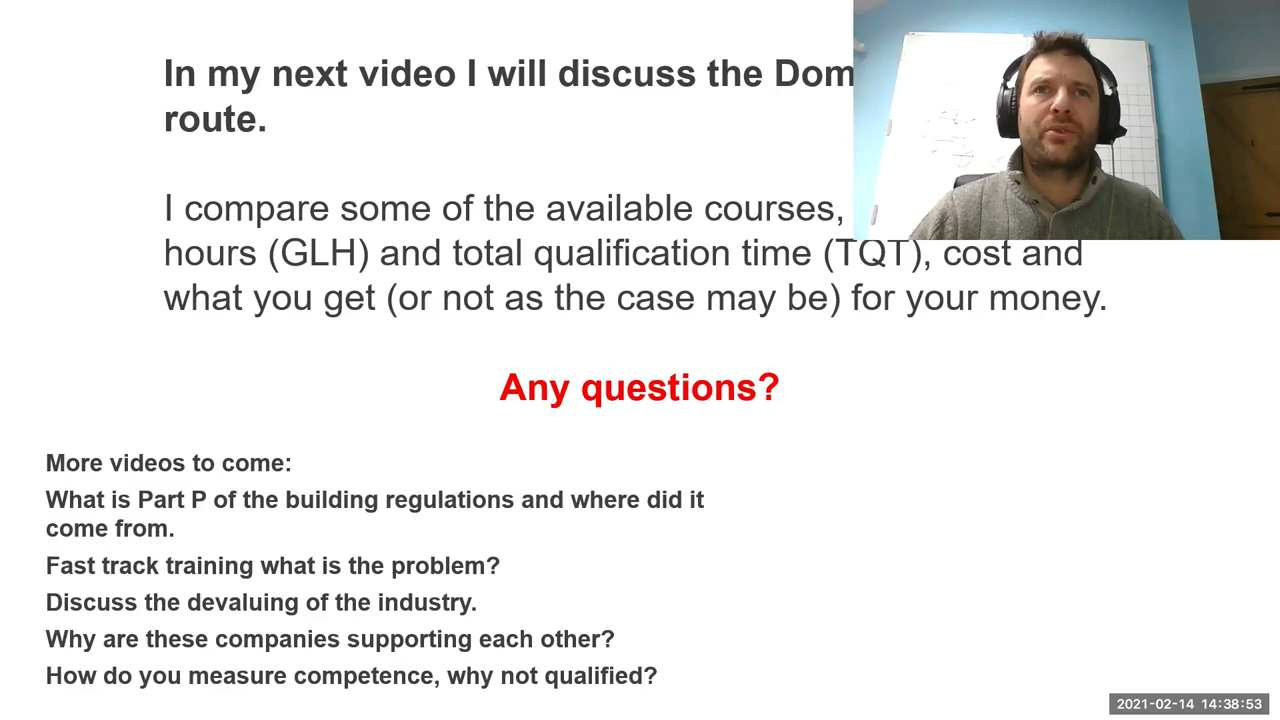 In my next video I will discuss the Dom
route.
I compare some of the available courses,
hours (GLH) and total qualification time (TQT), cost and
what you get (or not as the case may be) for your money.
Any questions?
More videos to come:
What is Part P of the building regulations and where did it
come from.
Fast track training what is the problem?
Discuss the devaluing of the industry.
Why are these companies supporting each other?
How do you measure competence, why not qualified?
2021-02-14 14:38:53